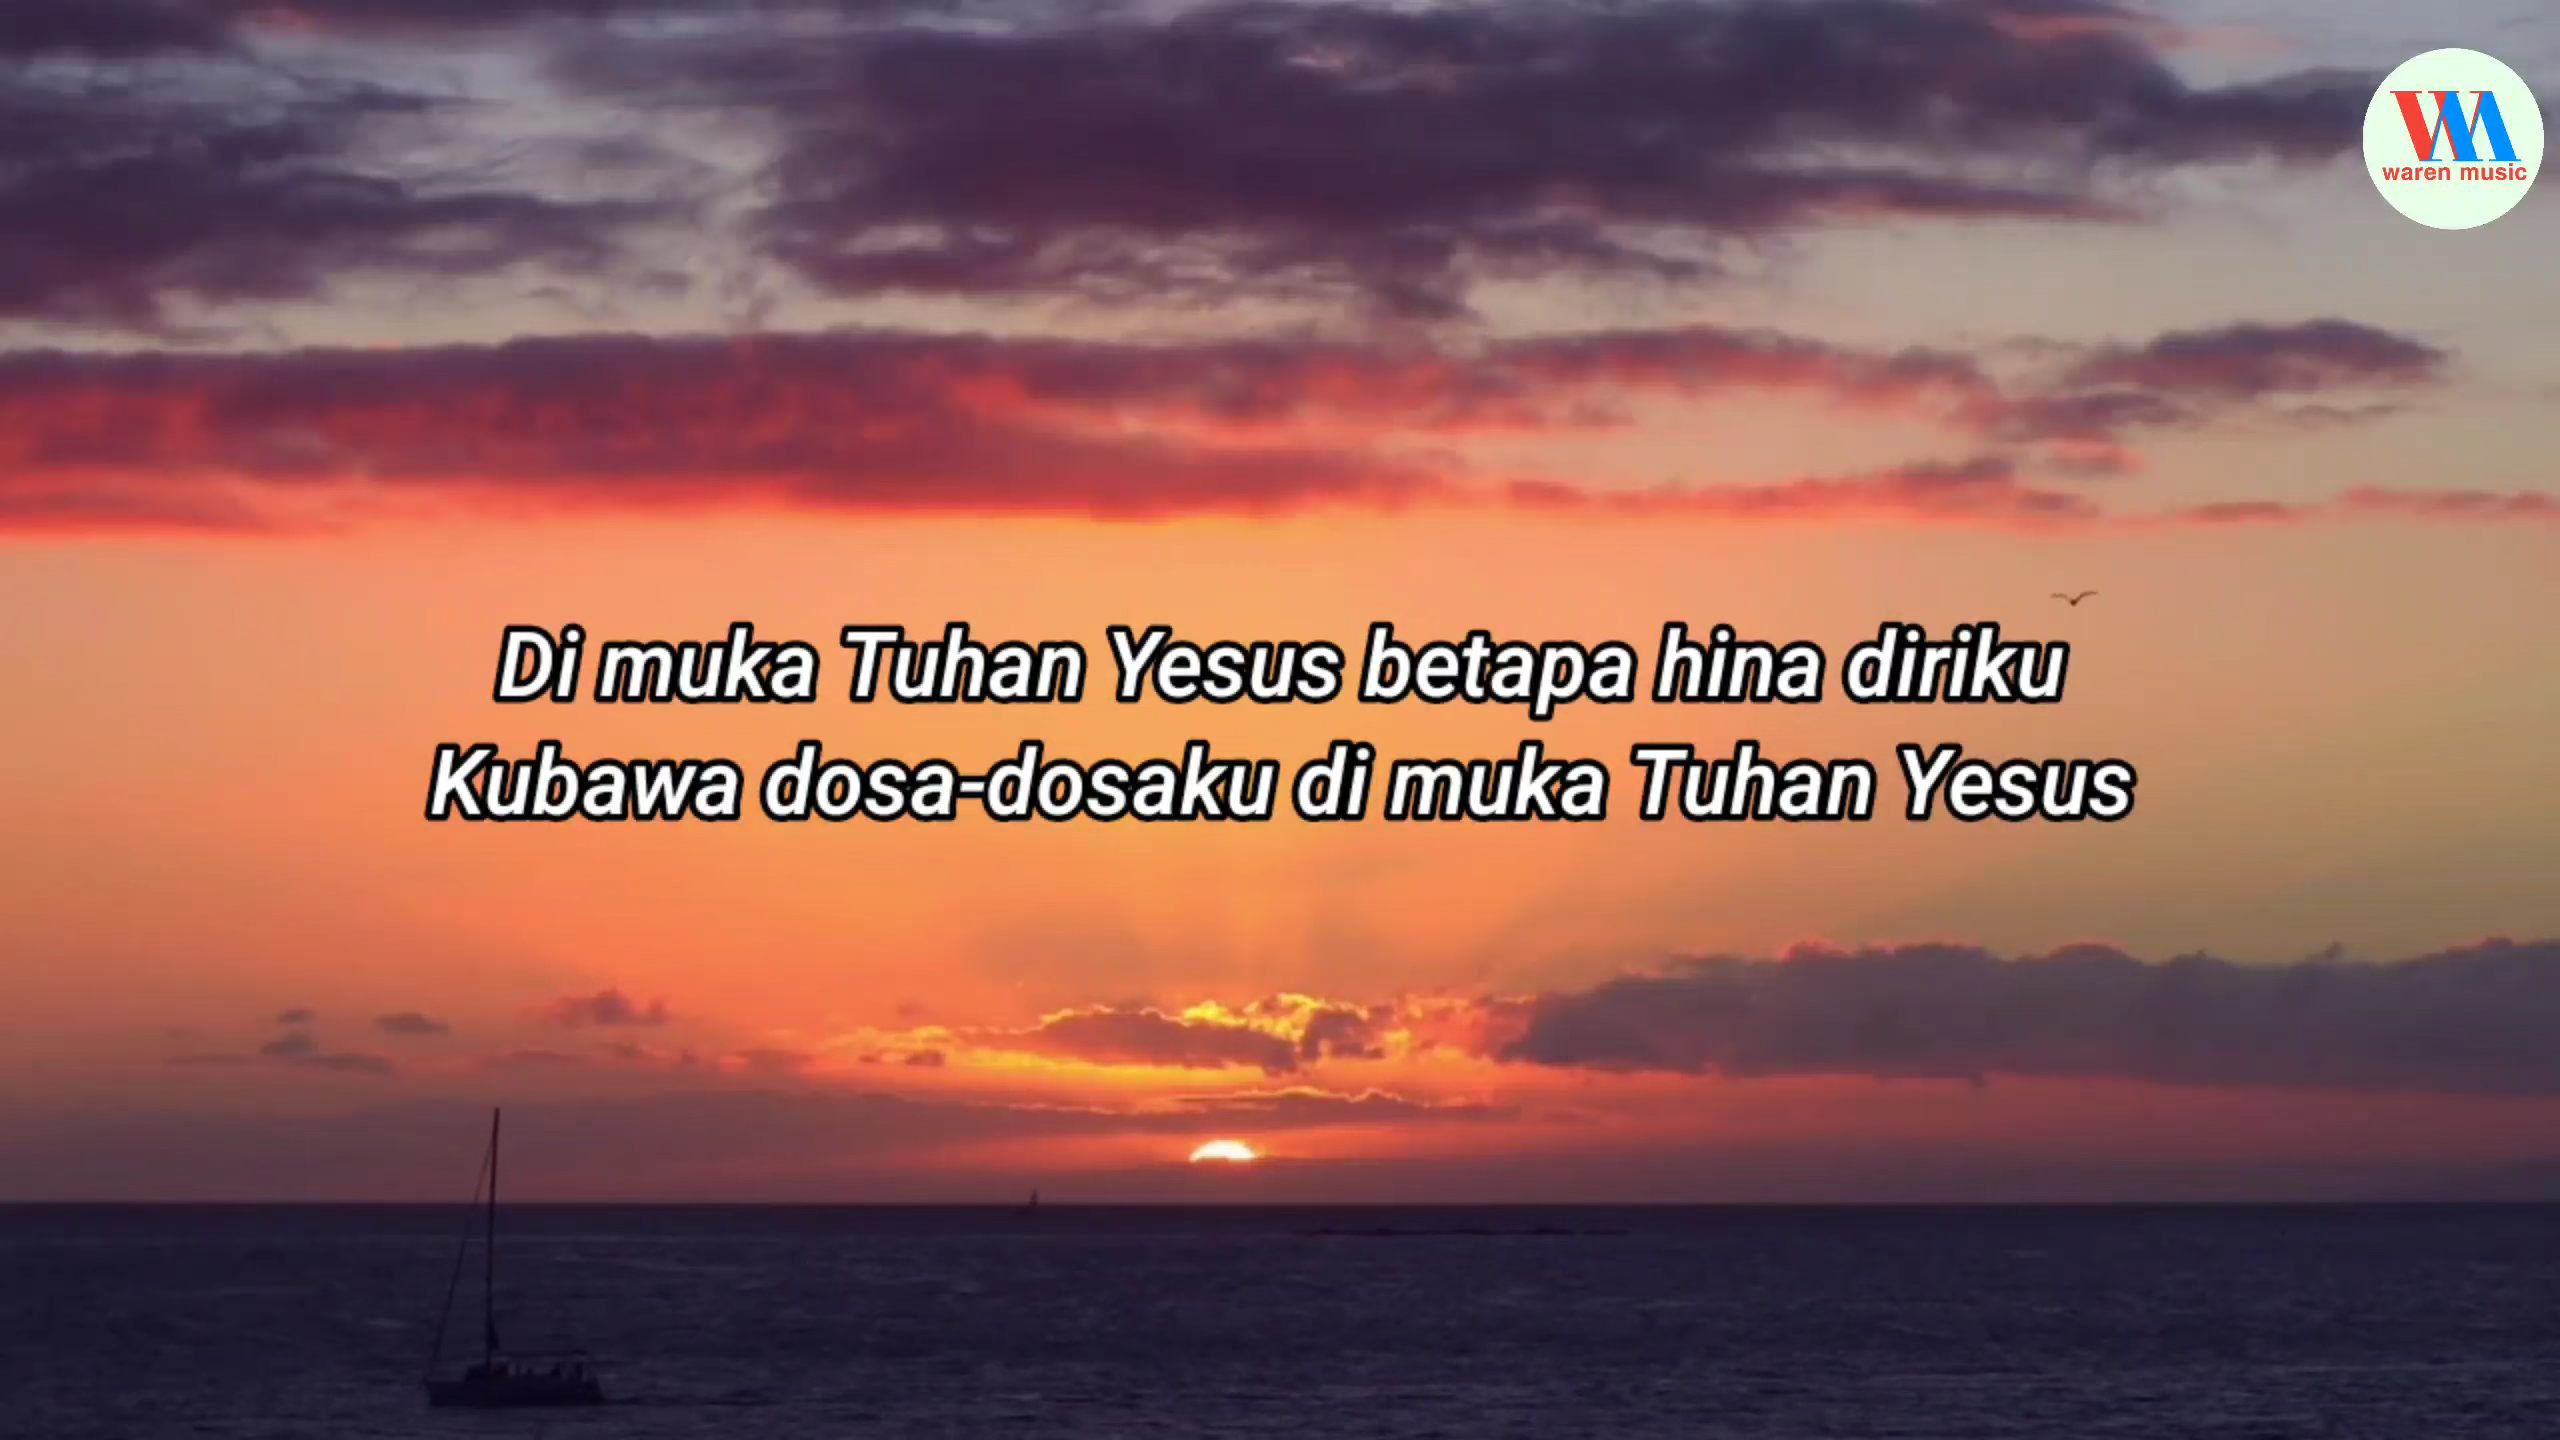 waren music
Di muka Tuhan Yesus betapa hina diriku
Kubawa dosa-dosaku di muka Tuhan Yesus